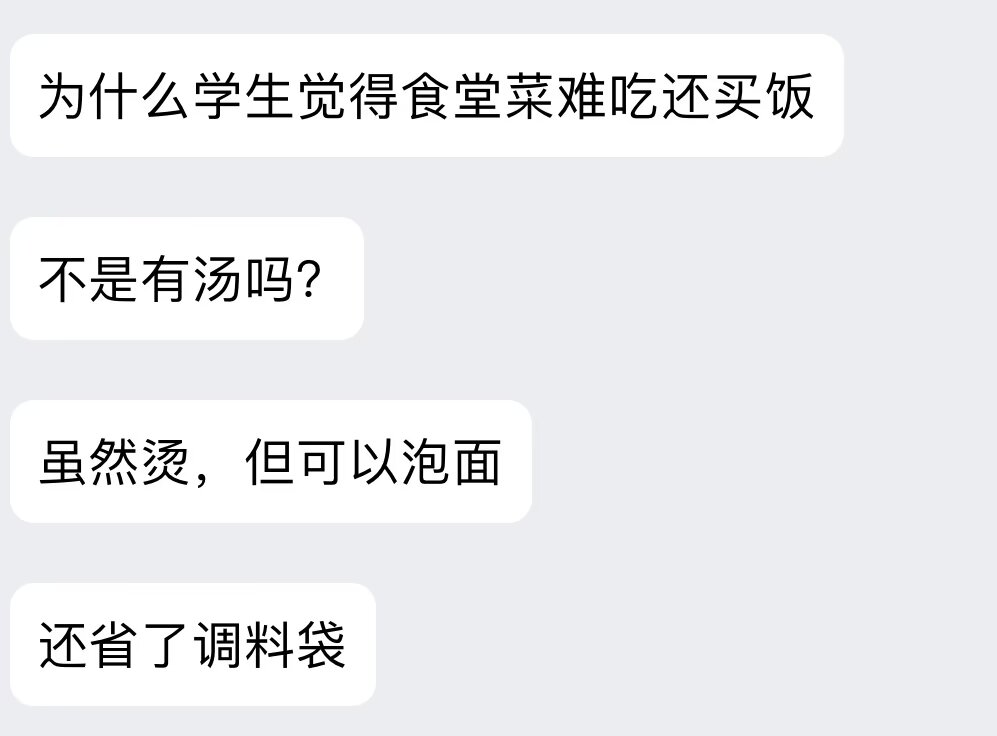 为什么学生觉得食堂菜难吃还买饭
不是有汤吗？
虽然烫，但可以泡面
还省了调料袋